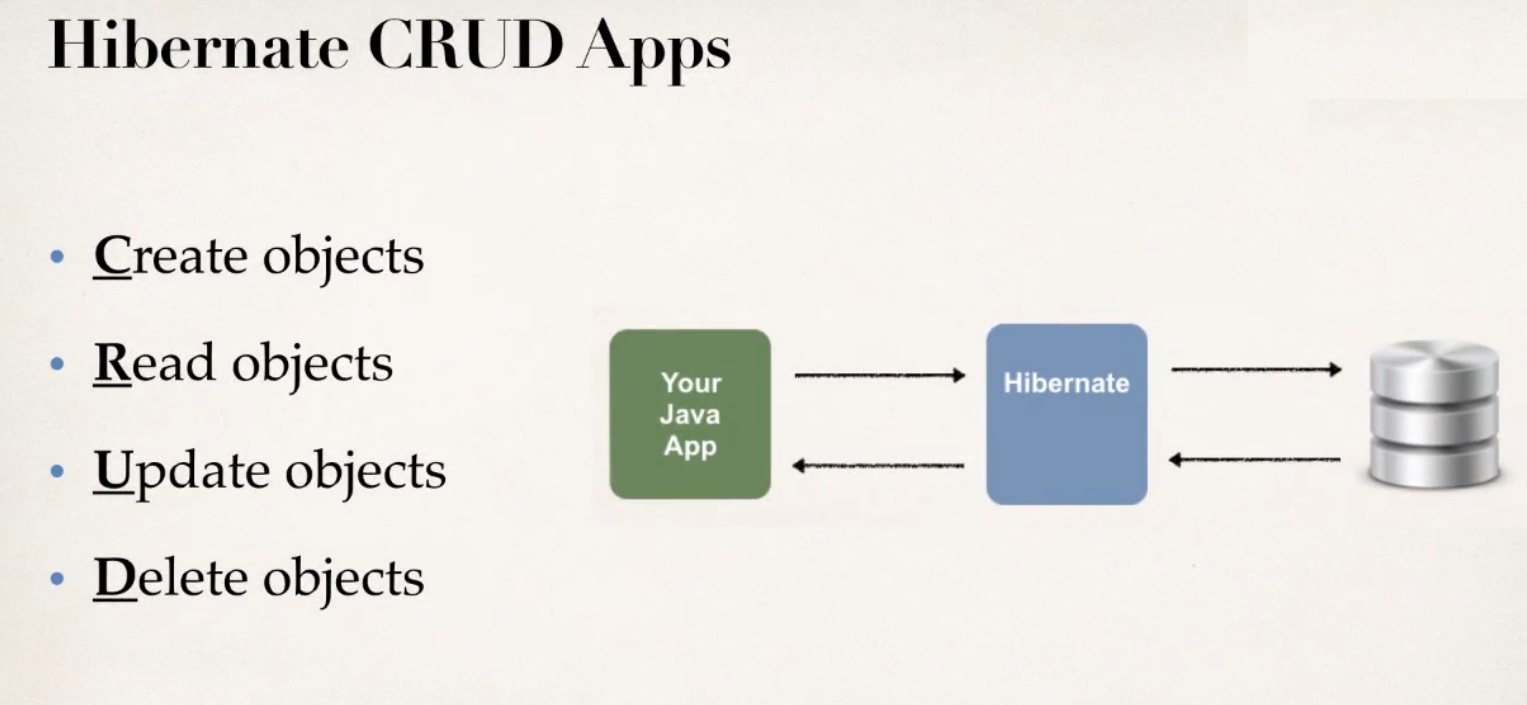 Hibernate CRUD Apps
• Create objects
• Read objects
• Update objects
• Delete objects
Your
Java
App
Hibernate